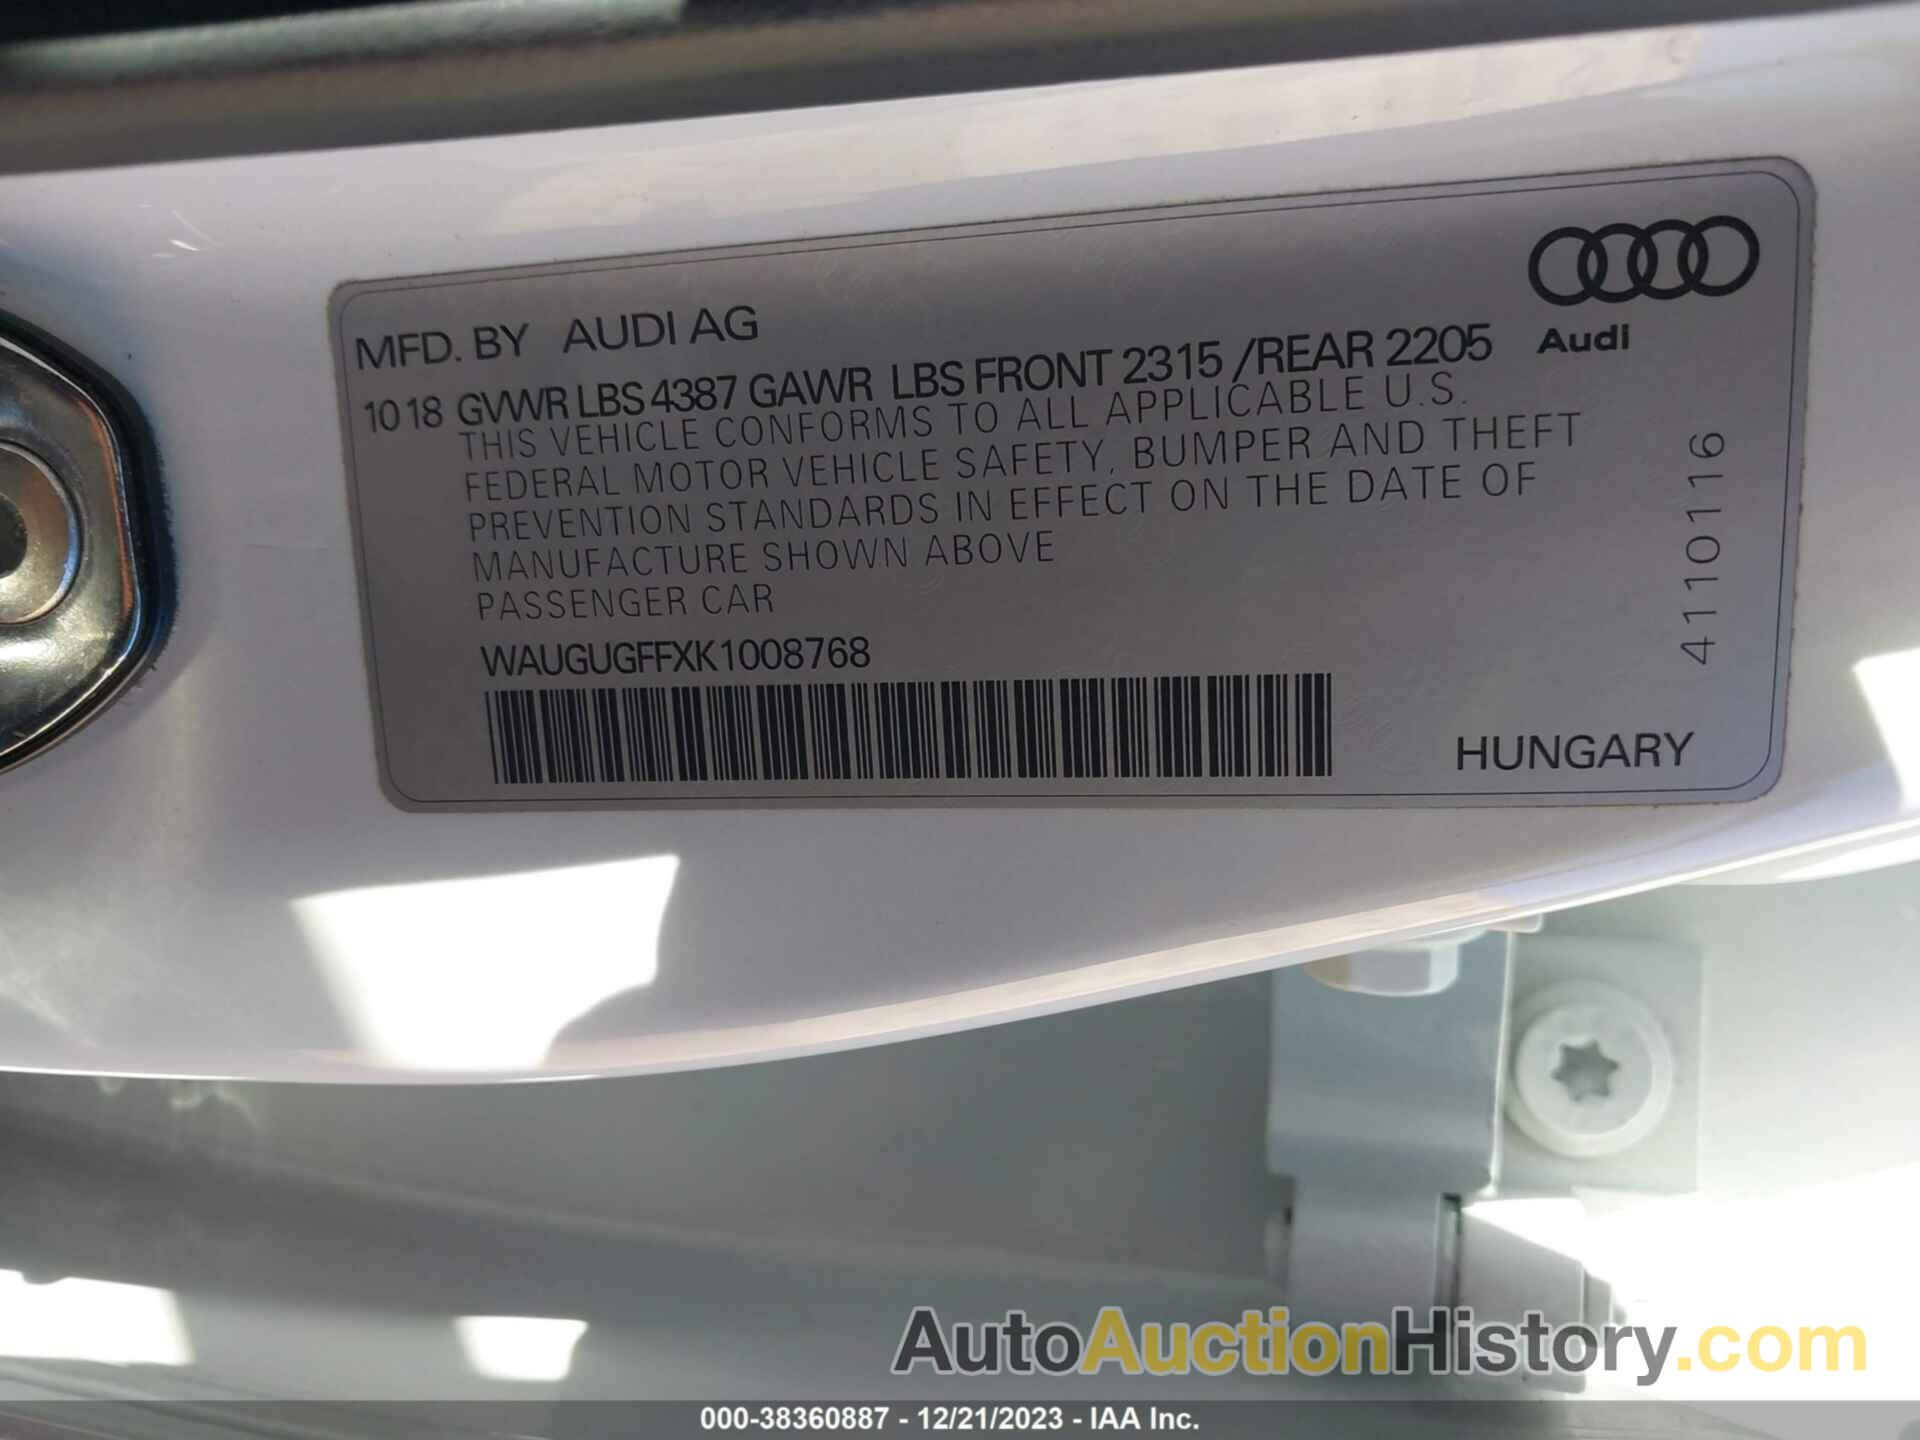 MFD. BY AUDI AG
10 18 GVWR LBS 4387 GAWR LBS FRONT 2315 /REAR 2205
Audi
THIS VEHICLE CONFORMS TO ALL APPLICABLE U.S.
FEDERAL MOTOR VEHICLE SAFETY, BUMPER AND THEFT
PREVENTION STANDARDS IN EFFECT ON THE DATE OF
MANUFACTURE SHOWN ABOVE
PASSENGER CAR
WAUGUGFFXK1008768
HUNGARY
4110116
AutoAuctionHistory.com
000-38360887 - 12/21/2023 - IAA Inc.